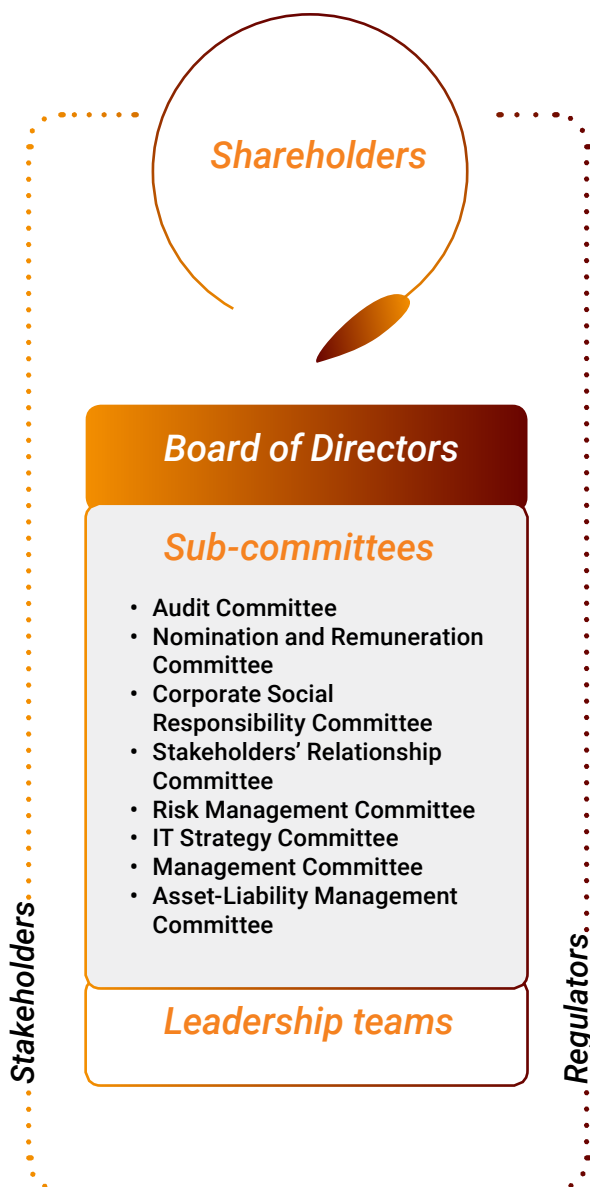 Shareholders
Board of Directors
Sub-committees
• Audit Committee
• Nomination and Remuneration
Committee
• Corporate Social
Responsibility Committee
• Stakeholders’ Relationship
Committee
• Risk Management Committee
• IT Strategy Committee
• Management Committee
• Asset-Liability Management
Committee
Leadership teams
Stakeholders
Regulators